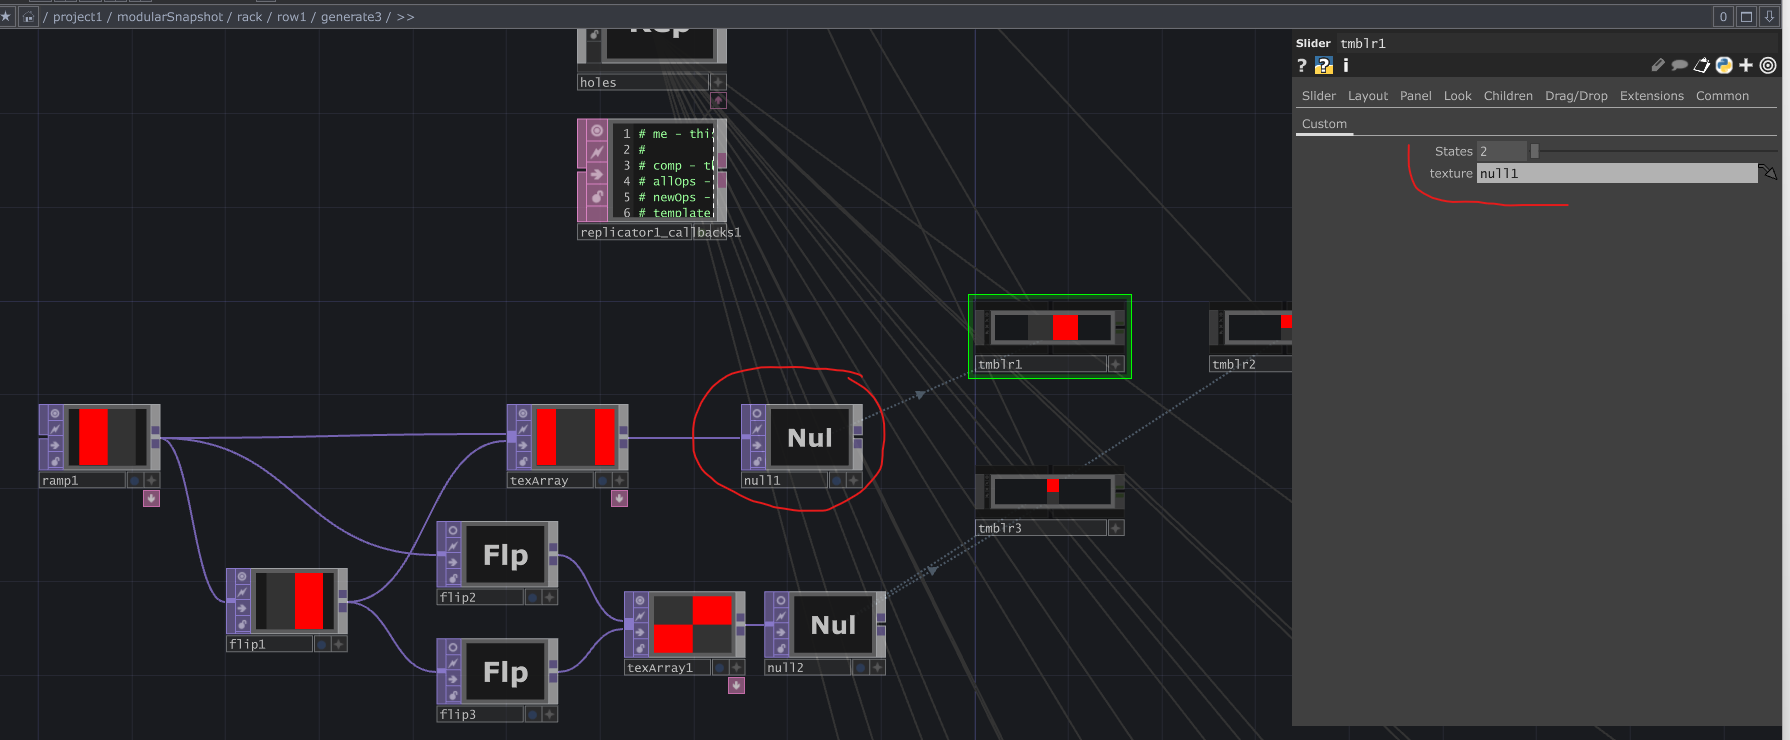 / project1 / modularSnapshot / rack / row1 / generate3 / >>
0
Slider tmblr1
? ? i
Slider Layout Panel Look Children Drag/Drop Extensions Common
Custom
States 2
texture null1
Rep
holes
1 # me - thi
2 #
3 # comp - t
4 # allOps -
5 # newOps -
6 # template
replicator1_callbacks1
tmblr1
tmblr2
ramp1
texArray
Nul
null1
tmblr3
Flp
flip2
flip1
Flp
flip3
texArray1
Nul
null2